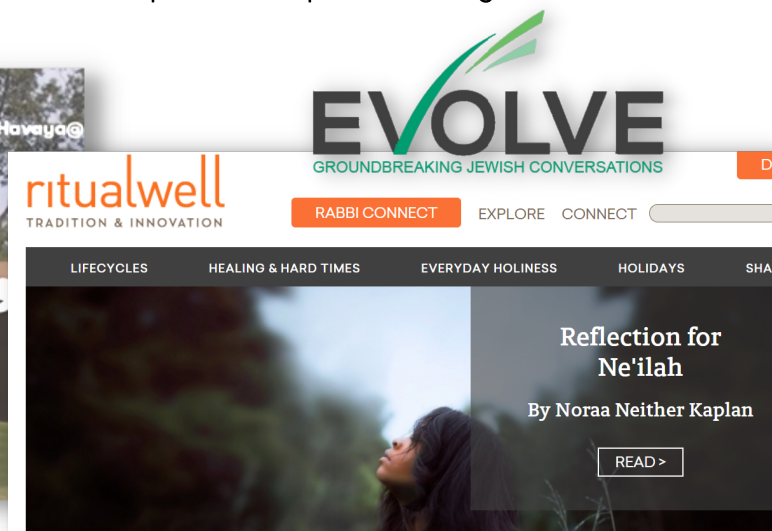 EVOLVE
GROUNDBREAKING JEWISH CONVERSATIONS
Havaya@
ritualwell
TRADITION & INNOVATION
RABBI CONNECT EXPLORE CONNECT
LIFECYCLES HEALING & HARD TIMES EVERYDAY HOLINESS HOLIDAYS
Reflection for
Ne'ilah
By Noraa Neither Kaplan
READ >